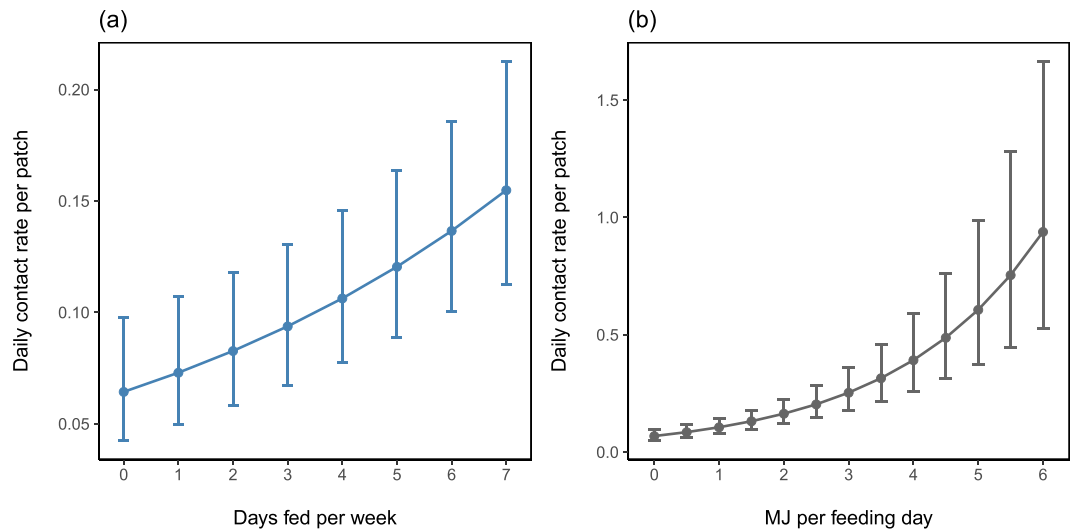 (a)
(b)
Daily contact rate per patch
0.20
0.15
0.10
0.05
0 1 2 3 4 5 6 7
Days fed per week
Daily contact rate per patch
1.5
1.0
0.5
0.0
0 1 2 3 4 5 6
MJ per feeding day